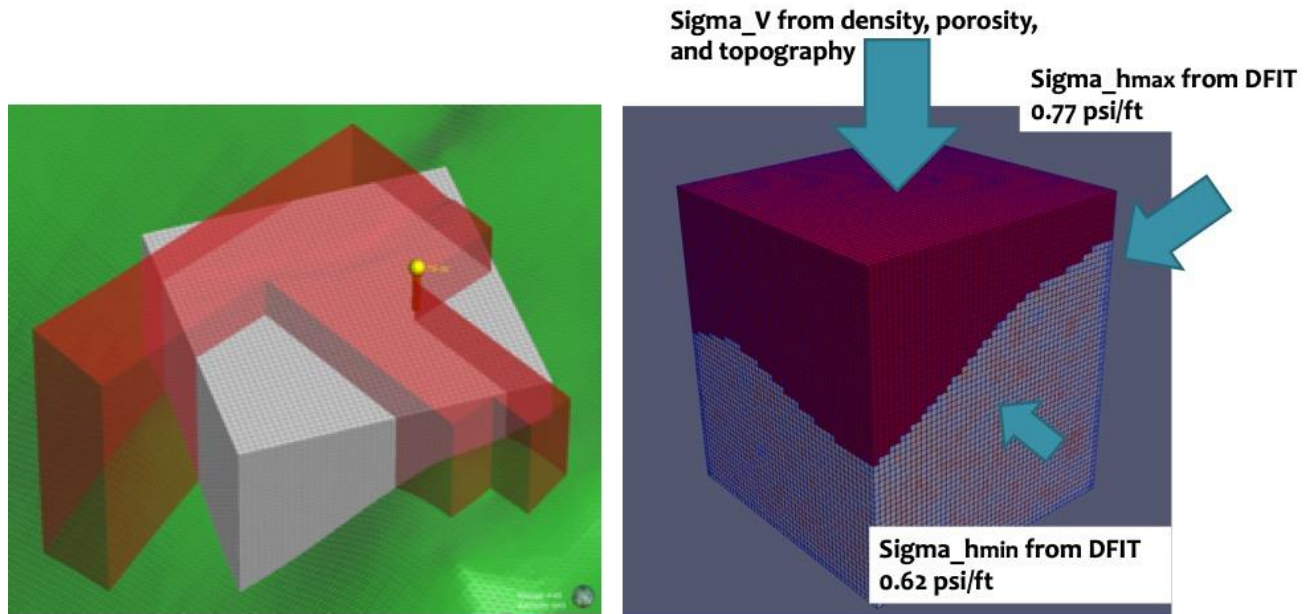 Sigma_V from density, porosity,
and topography
Sigma_hmax from DFIT
0.77 psi/ft
Sigma_hmin from DFIT
0.62 psi/ft